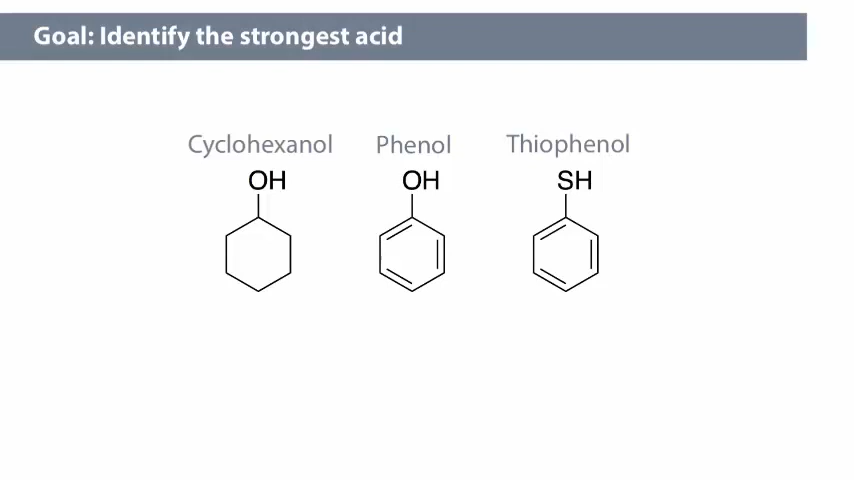 Goal: Identify the strongest acid
Cyclohexanol Phenol Thiophenol
OH OH SH